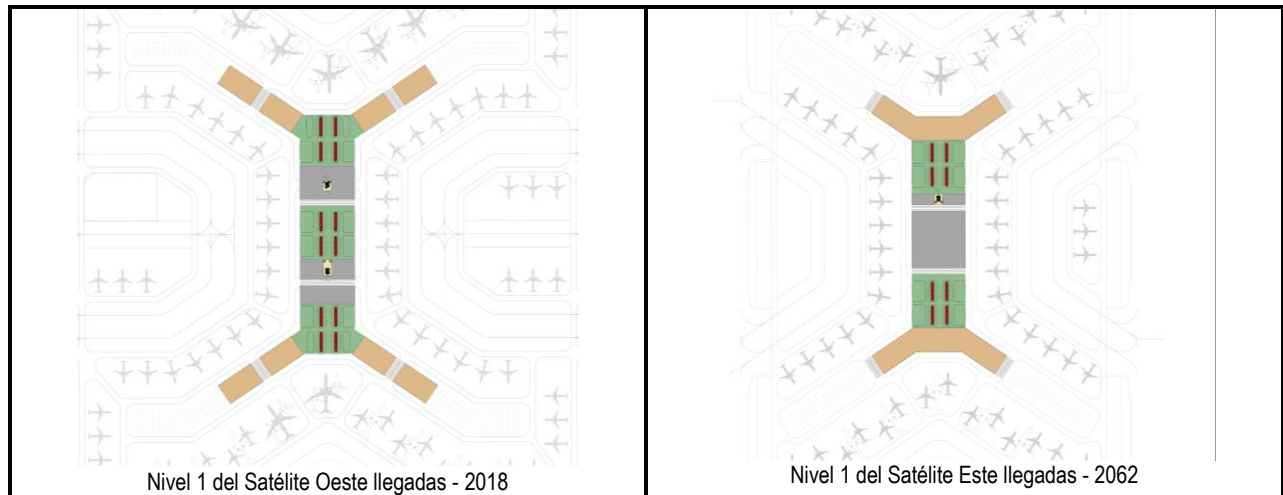 Nivel 1 del Satélite Oeste llegadas - 2018
Nivel 1 del Satélite Este llegadas - 2062